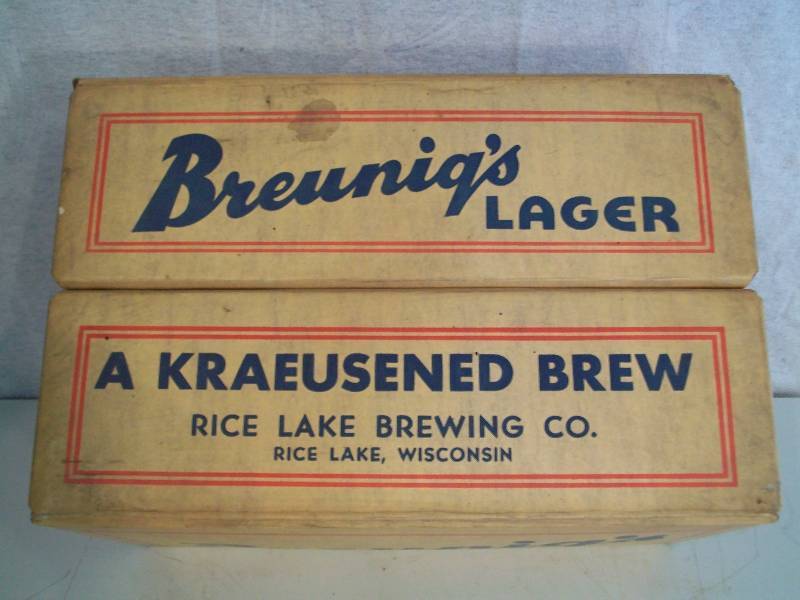 Breunig's
LAGER
A KRAEUSENED BREW
RICE LAKE BREWING CO.
RICE LAKE, WISCONSIN